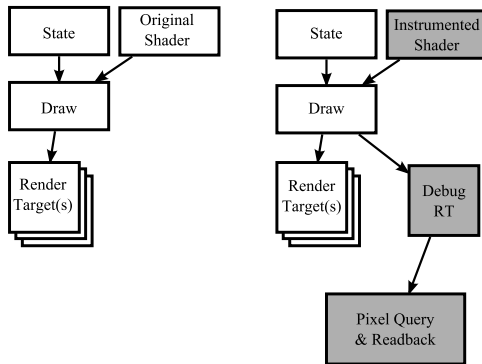 State
Original
Shader
Draw
Render
Target(s)
State
Instrumented
Shader
Draw
Render
Target(s)
Debug
RT
Pixel Query
& Readback